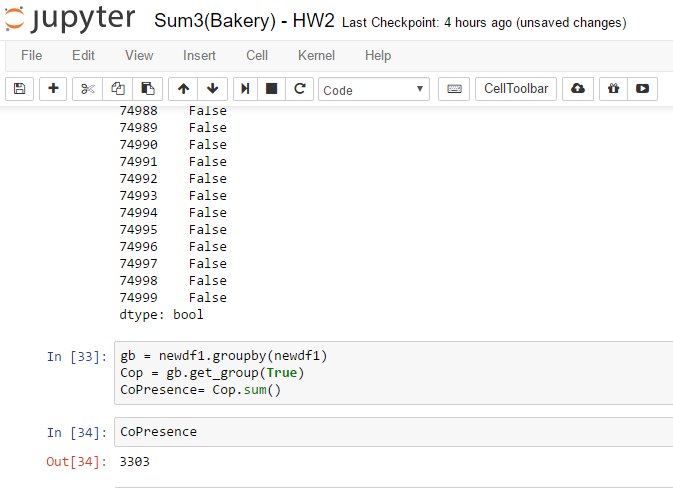 jupyter Sum3(Bakery) - HW2 Last Checkpoint: 4 hours ago (unsaved changes)
File Edit View Insert Cell Kernel Help
Code CellToolbar
74988 False
74989 False
74990 False
74991 False
74992 False
74993 False
74994 False
74995 False
74996 False
74997 False
74998 False
74999 False
dtype: bool
In [33]: gb = newdf1.groupby(newdf1)
Cop = gb.get_group(True)
CoPresence= Cop.sum()
In [34]: CoPresence
Out[34]: 3303